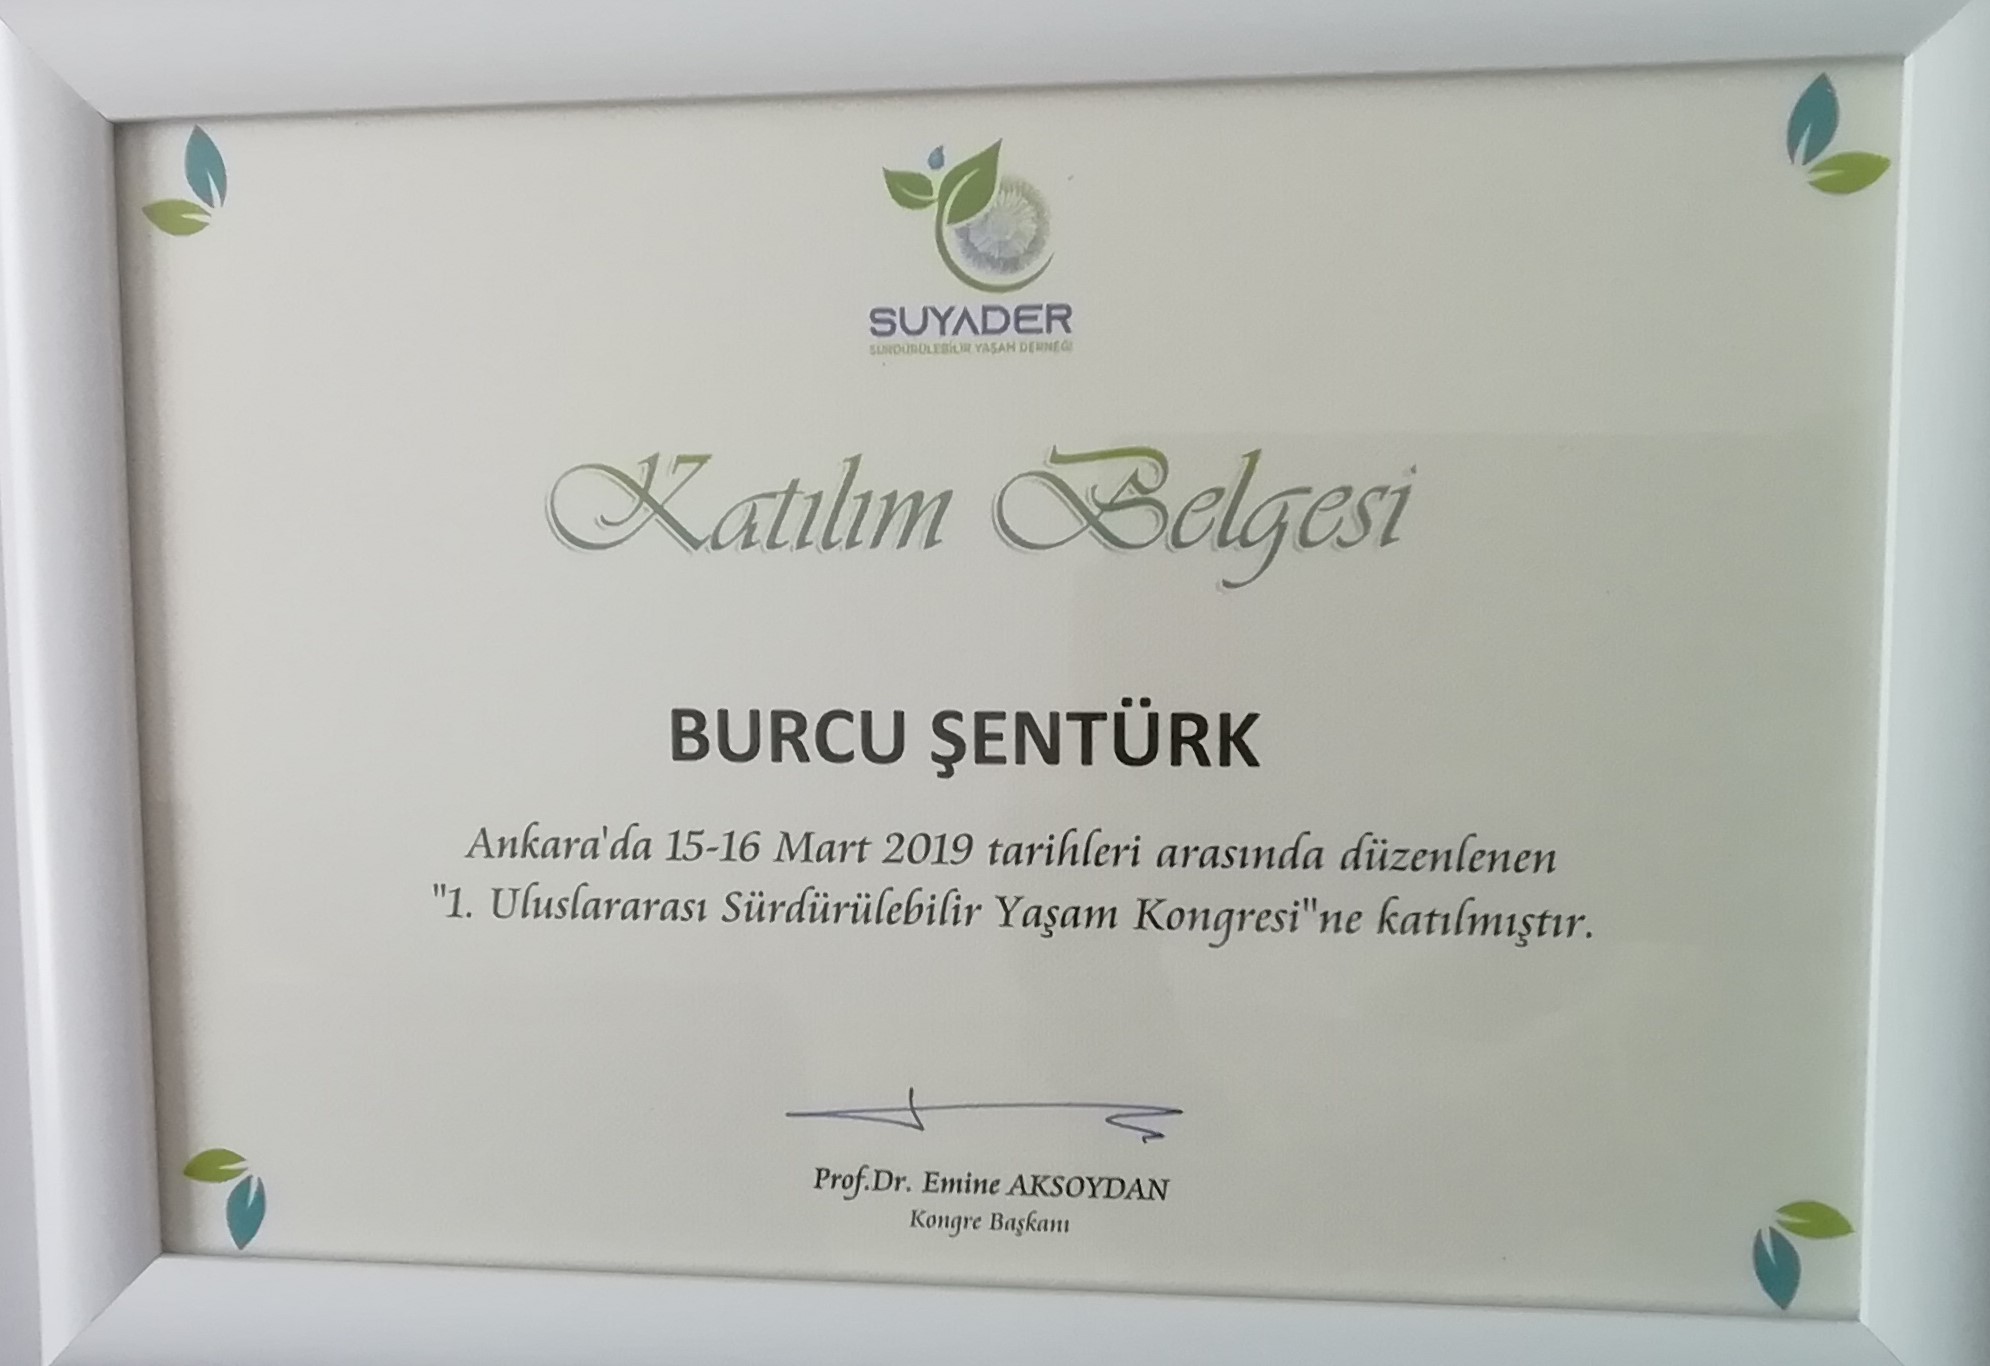 SUYADER
SÜRDÜRÜLEBİLİR YAŞAM DERNEĞİ
Katılım Belgesi
BURCU ŞENTÜRK
Ankara'da 15-16 Mart 2019 tarihleri arasında düzenlenen
"1. Uluslararası Sürdürülebilir Yaşam Kongresi"ne katılmıştır.
Prof.Dr. Emine AKSOYDAN
Kongre Başkanı